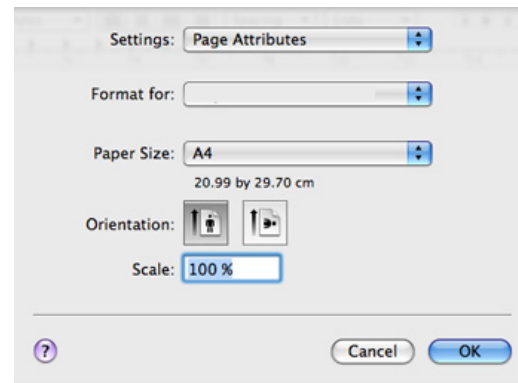 Settings: Page Attributes
Format for:
Paper Size: A4
20.99 by 29.70 cm
Orientation:
Scale: 100 %
? Cancel OK